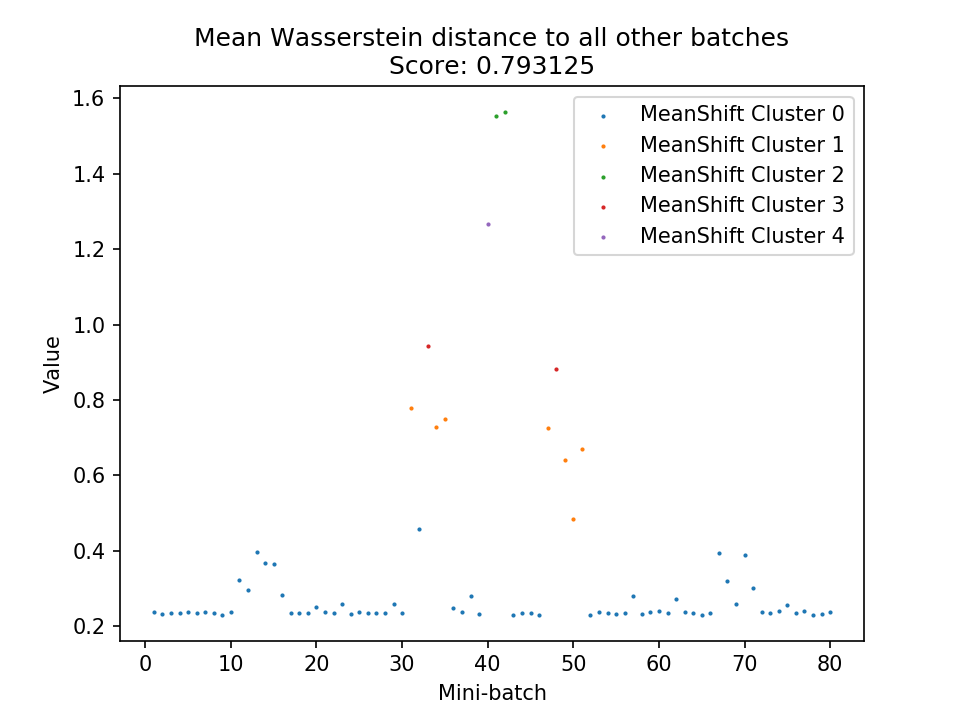 Mean Wasserstein distance to all other batches
Score: 0.793125
1.6
1.4
1.2
1.0
0.8
0.6
0.4
0.2
Value
MeanShift Cluster 0
MeanShift Cluster 1
MeanShift Cluster 2
MeanShift Cluster 3
MeanShift Cluster 4
0 10 20 30 40 50 60 70 80
Mini-batch